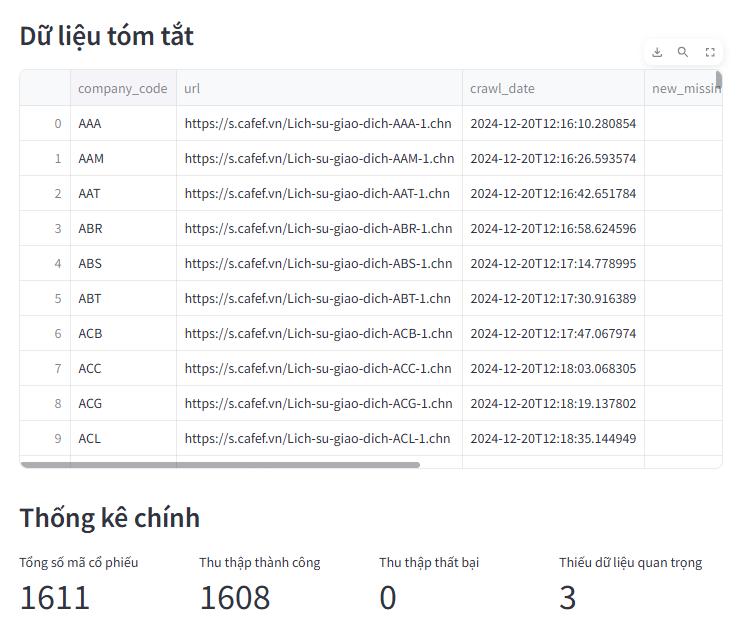 Dữ liệu tóm tắt
company_code url crawl_date new_missin
0 AAA https://s.cafef.vn/Lich-su-giao-dich-AAA-1.chn 2024-12-20T12:16:10.280854
1 AAM https://s.cafef.vn/Lich-su-giao-dich-AAM-1.chn 2024-12-20T12:16:26.593574
2 AAT https://s.cafef.vn/Lich-su-giao-dich-AAT-1.chn 2024-12-20T12:16:42.651784
3 ABR https://s.cafef.vn/Lich-su-giao-dich-ABR-1.chn 2024-12-20T12:16:58.624596
4 ABS https://s.cafef.vn/Lich-su-giao-dich-ABS-1.chn 2024-12-20T12:17:14.778995
5 ABT https://s.cafef.vn/Lich-su-giao-dich-ABT-1.chn 2024-12-20T12:17:30.916389
6 ACB https://s.cafef.vn/Lich-su-giao-dich-ACB-1.chn 2024-12-20T12:17:47.067974
7 ACC https://s.cafef.vn/Lich-su-giao-dich-ACC-1.chn 2024-12-20T12:18:03.068305
8 ACG https://s.cafef.vn/Lich-su-giao-dich-ACG-1.chn 2024-12-20T12:18:19.137802
9 ACL https://s.cafef.vn/Lich-su-giao-dich-ACL-1.chn 2024-12-20T12:18:35.144949
Thống kê chính
Tổng số mã cổ phiếu Thu thập thành công Thu thập thất bại Thiếu dữ liệu quan trọng
1611 1608 0 3